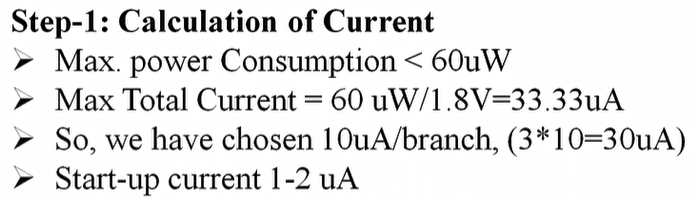 Step-1: Calculation of Current
➤ Max. power Consumption < 60uW
➤ Max Total Current = 60 uW/1.8V=33.33uA
➤ So, we have chosen 10uA/branch, (3*10=30uA)
➤ Start-up current 1-2 uA